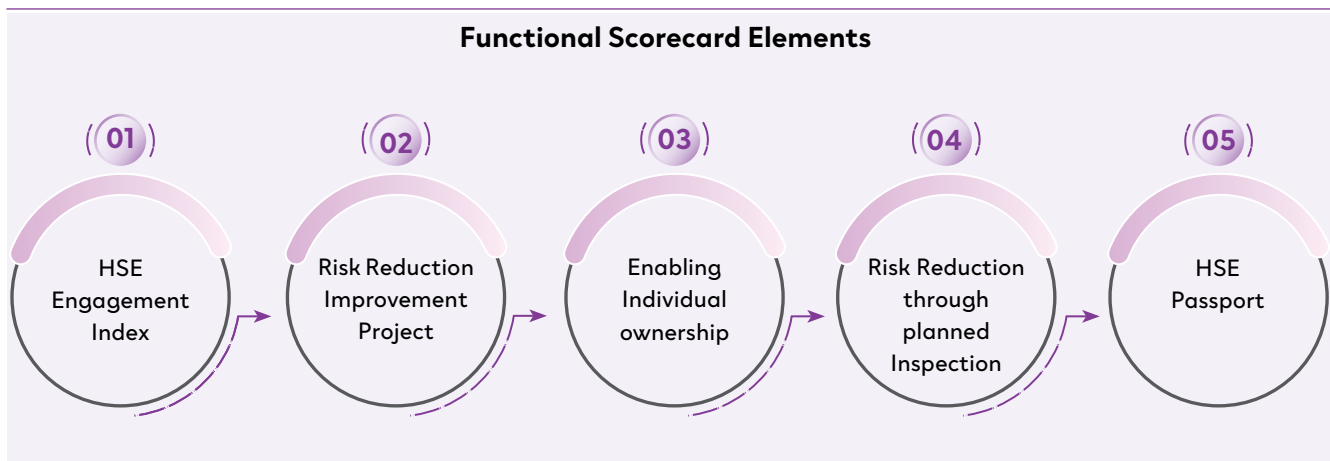 Functional Scorecard Elements
01
HSE
Engagement
Index
02
Risk Reduction
Improvement
Project
03
Enabling
Individual
ownership
04
Risk Reduction
through
planned
Inspection
05
HSE
Passport